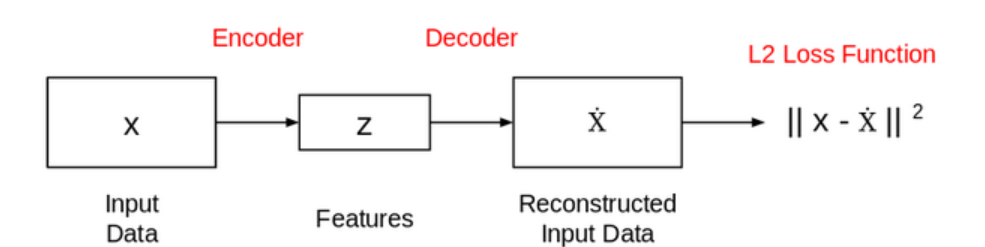 Encoder
Decoder
L2 Loss Function
x
z
Ẋ
|| x - Ẋ || ²
Input
Data
Features
Reconstructed
Input Data